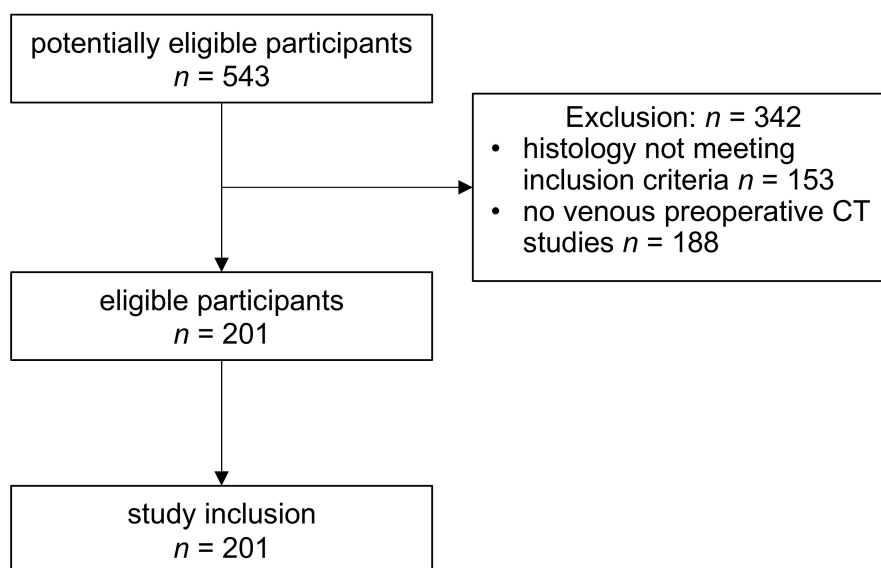 potentially eligible participants
n = 543
Exclusion: n = 342
• histology not meeting
inclusion criteria n = 153
• no venous preoperative CT
studies n = 188
eligible participants
n = 201
study inclusion
n = 201